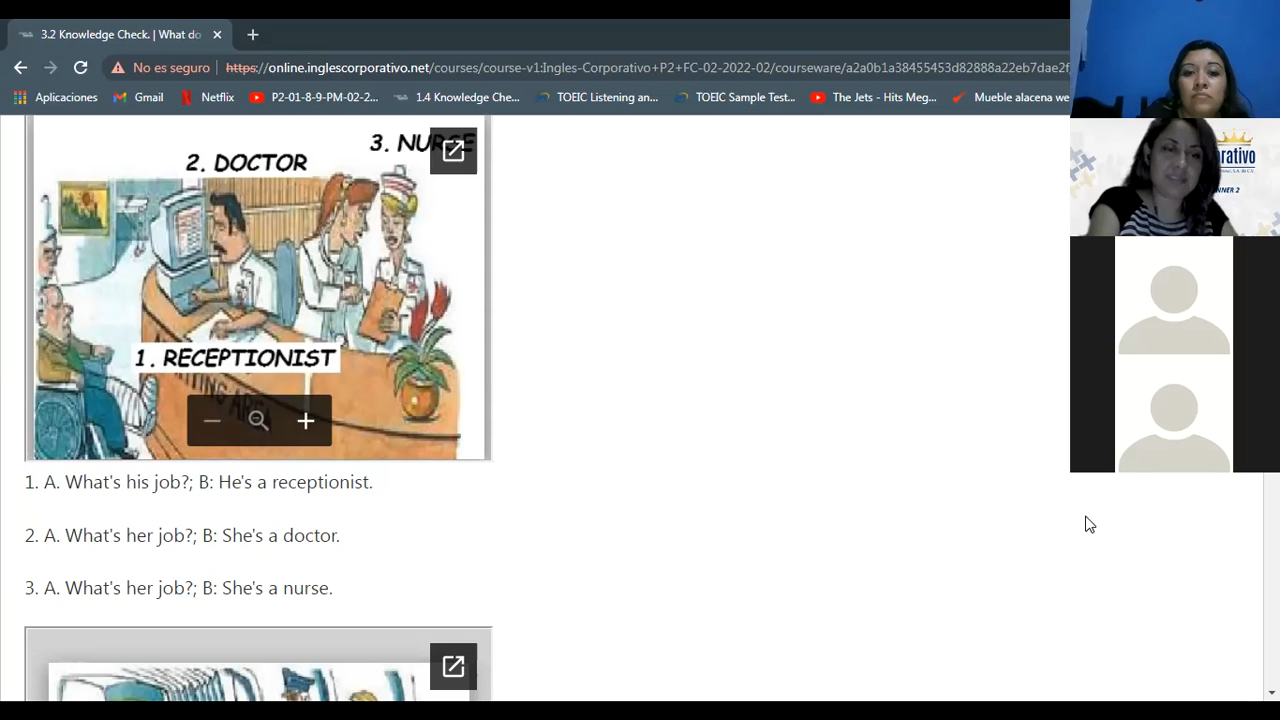 3.2 Knowledge Check. | What do
No es seguro | https://online.inglescorporativo.net/courses/course-v1:Ingles-Corporativo+P2+FC-02-2022-02/courseware/a2a0b1a38455453d82888a22eb7dae2f
Aplicaciones Gmail Netflix P2-01-8-9-PM-02-2... 1.4 Knowledge Che... TOEIC Listening an... TOEIC Sample Test... The Jets - Hits Meg... Mueble alacena we
3. NURSE
2. DOCTOR
1. RECEPTIONIST
WAITING AREA
1. A. What's his job?; B: He's a receptionist.
2. A. What's her job?; B: She's a doctor.
3. A. What's her job?; B: She's a nurse.